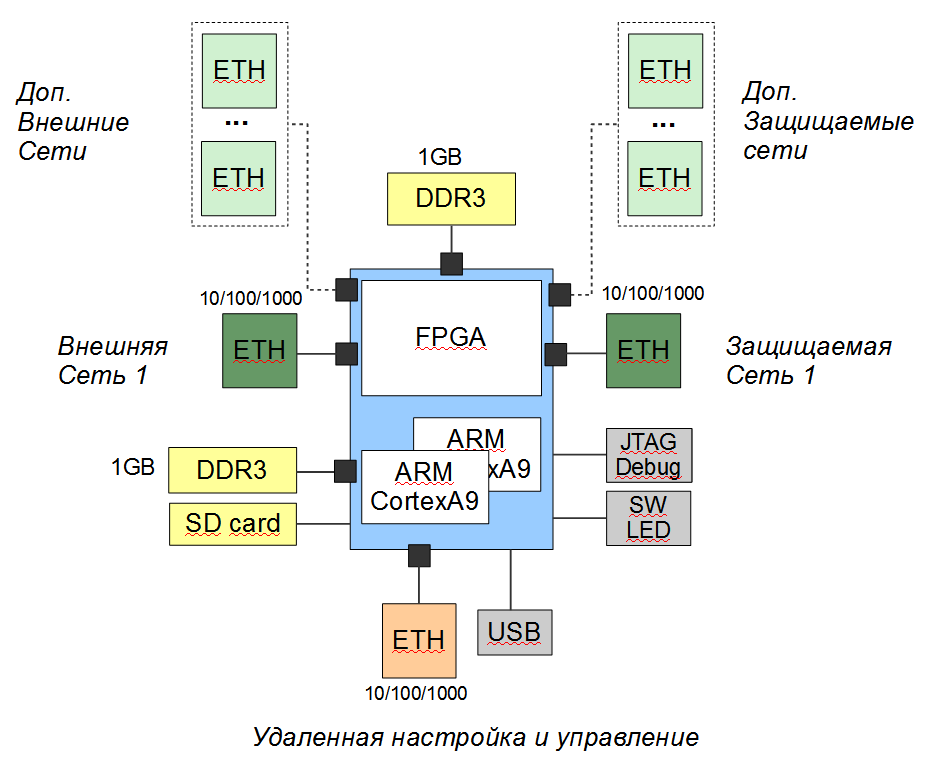 ETH
...
ETH
Доп.
Внешние
Сети
ETH
...
ETH
Доп.
Защищаемые
сети
1GB
DDR3
10/100/1000
ETH
Внешняя
Сеть 1
FPGA
10/100/1000
ETH
Защищаемая
Сеть 1
1GB
DDR3
SD card
ARM
xA9
ARM
CortexA9
JTAG
Debug
SW
LED
ETH
10/100/1000
USB
Удаленная настройка и управление